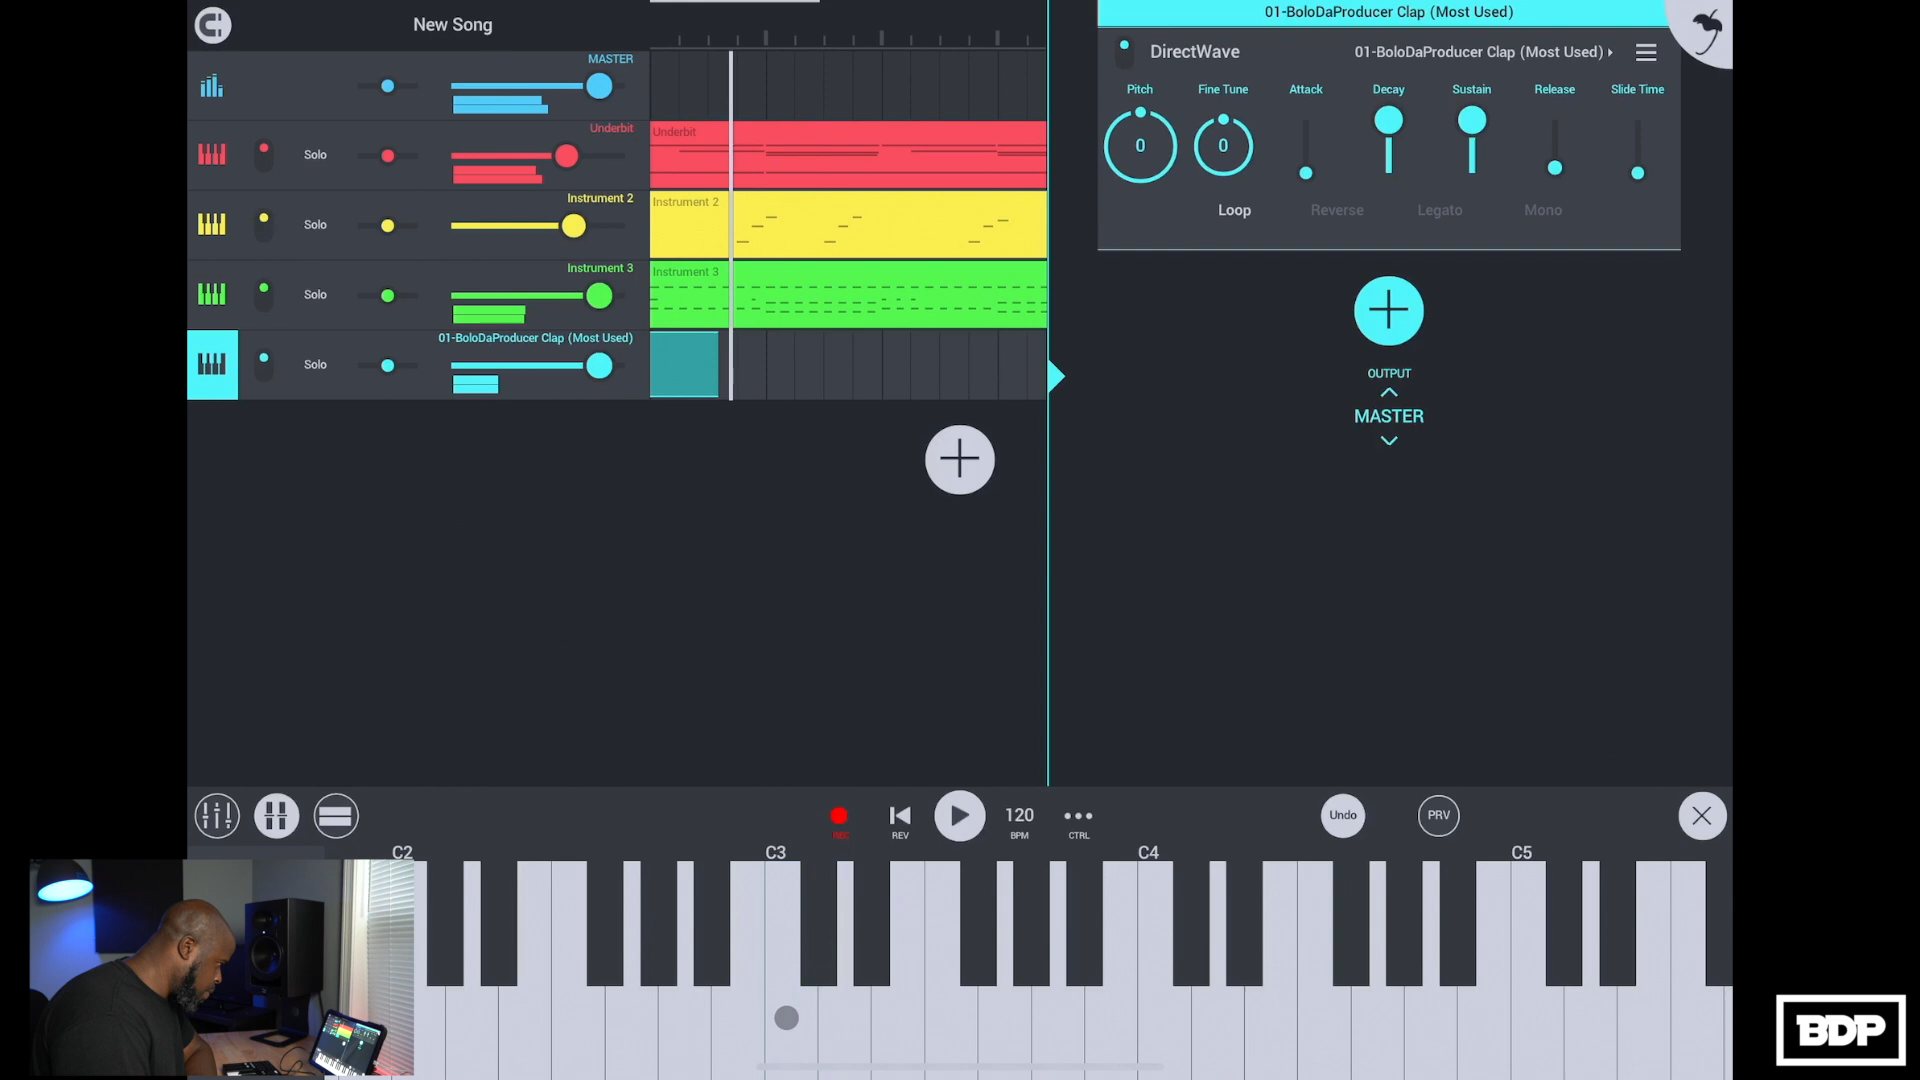 New Song
MASTER
Underbit
Solo
Instrument 2
Solo
Instrument 3
Solo
01-BoloDaProducer Clap (Most Used)
Solo
Underbit
Instrument 2
Instrument 3
01-BoloDaProducer Clap (Most Used)
DirectWave
01-BoloDaProducer Clap (Most Used)
Pitch
Fine Tune
Attack
Decay
Sustain
Release
Slide Time
0
0
Loop
Reverse
Legato
Mono
OUTPUT
MASTER
REC
REV
120
BPM
CTRL
Undo
PRV
C2
C3
C4
C5
BDP